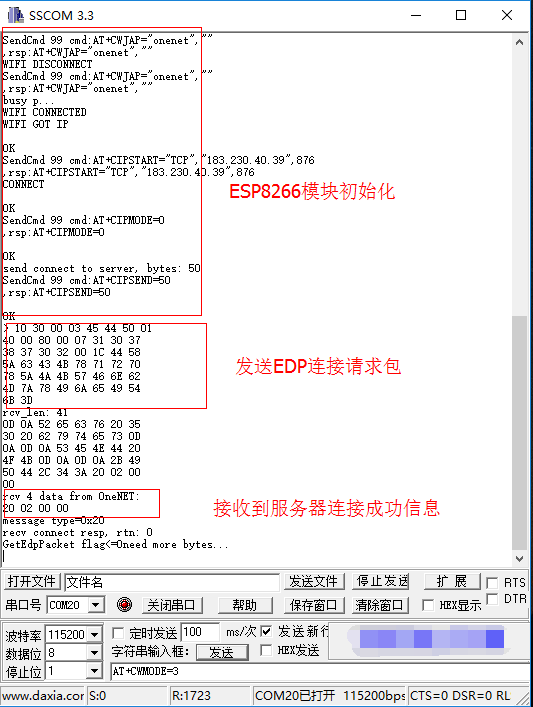 SSCOM 3.3
SendCmd 99 cmd:AT+CWJAP="onenet",""
,rsp:AT+CWJAP="onenet",""
WIFI DISCONNECT
SendCmd 99 cmd:AT+CWJAP="onenet",""
,rsp:AT+CWJAP="onenet",""
busy p...
WIFI CONNECTED
WIFI GOT IP
OK
SendCmd 99 cmd:AT+CIPSTART="TCP","183.230.40.39",876
,rsp:AT+CIPSTART="TCP","183.230.40.39",876
CONNECT
ESP8266模块初始化
OK
SendCmd 99 cmd:AT+CIPMODE=0
,rsp:AT+CIPMODE=0
OK
send connect to server, bytes: 50
SendCmd 99 cmd:AT+CIPSEND=50
,rsp:AT+CIPSEND=50
OK
> 10 30 00 03 45 44 50 01
40 00 80 00 07 31 30 37
38 37 30 32 00 1C 44 58
5A 63 43 4B 78 71 72 70
78 5A 4A 4B 57 46 6E 62
4D 7A 78 49 6A 65 49 54
6B 3D
发送EDP连接请求包
rcv_len: 41
0D 0A 52 65 63 76 20 35
30 20 62 79 74 65 73 0D
0A 0D 0A 53 45 4E 44 20
4F 4B 0D 0A 0D 0A 2B 49
50 44 2C 34 3A 20 02 00
00
rcv 4 data from OneNET:
20 02 00 00
接收到服务器连接成功信息
message type=0x20
recv connect resp, rtn: 0
GetEdpPacket flag<=0need more bytes...
打开文件 文件名 发送文件 停止发送 扩展 RTS
串口号 COM20 关闭串口 帮助 保存窗口 清除窗口 HEX显示 DTR
波特率 115200 定时发送 100 ms/次 发送新行
数据位 8 字符串输入框: 发送 HEX发送
停止位 1 AT+CWMODE=3
www.daxia.con S:0 R:1723 COM20已打开 115200bps CTS=0 DSR=0 RL